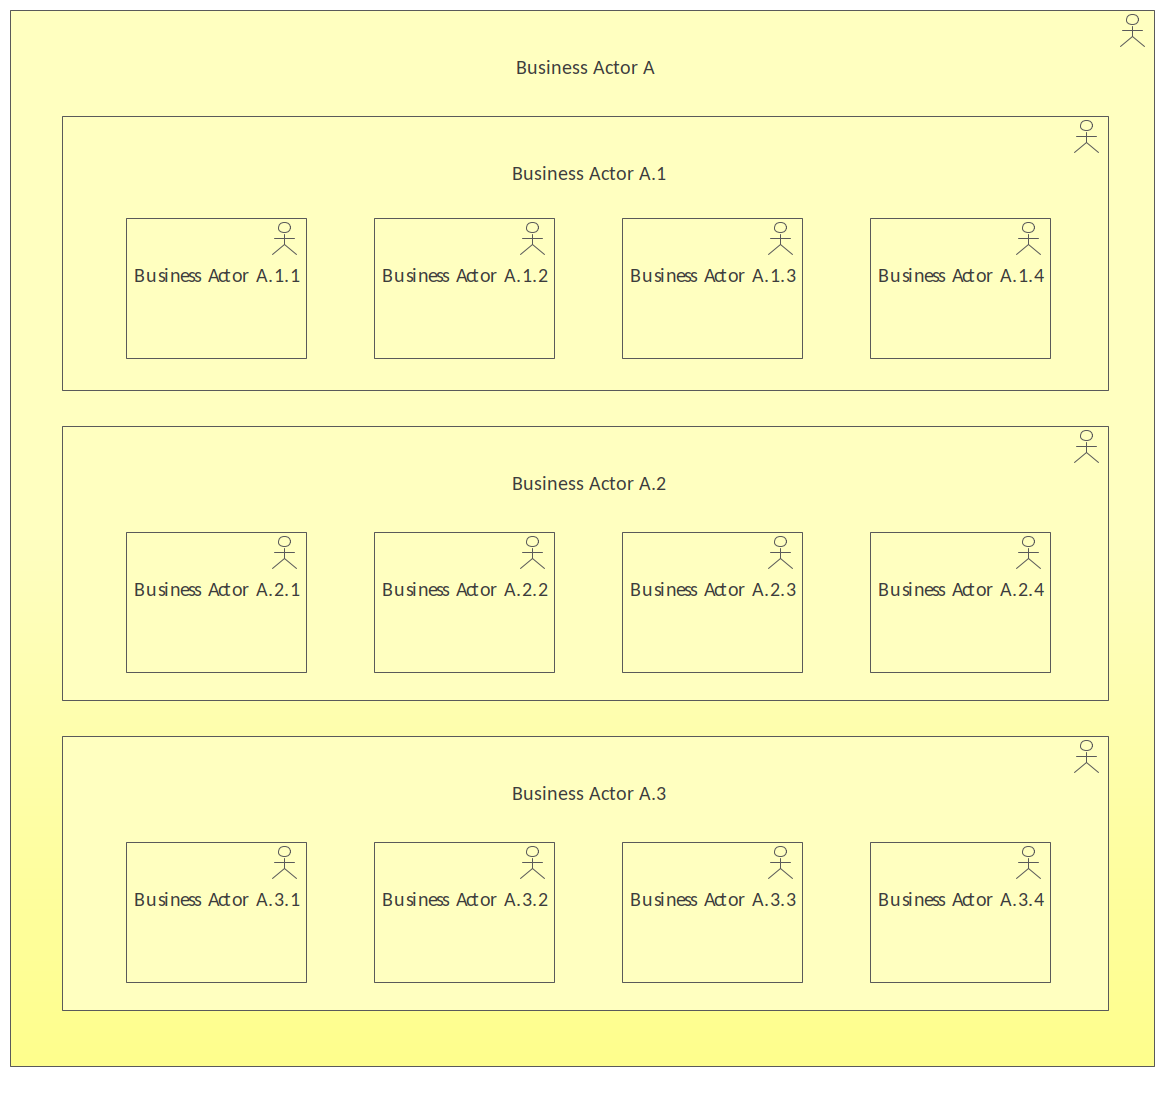 Business Actor A
Business Actor A.1
Business Actor A.1.1
Business Actor A.1.2
Business Actor A.1.3
Business Actor A.1.4
Business Actor A.2
Business Actor A.2.1
Business Actor A.2.2
Business Actor A.2.3
Business Actor A.2.4
Business Actor A.3
Business Actor A.3.1
Business Actor A.3.2
Business Actor A.3.3
Business Actor A.3.4